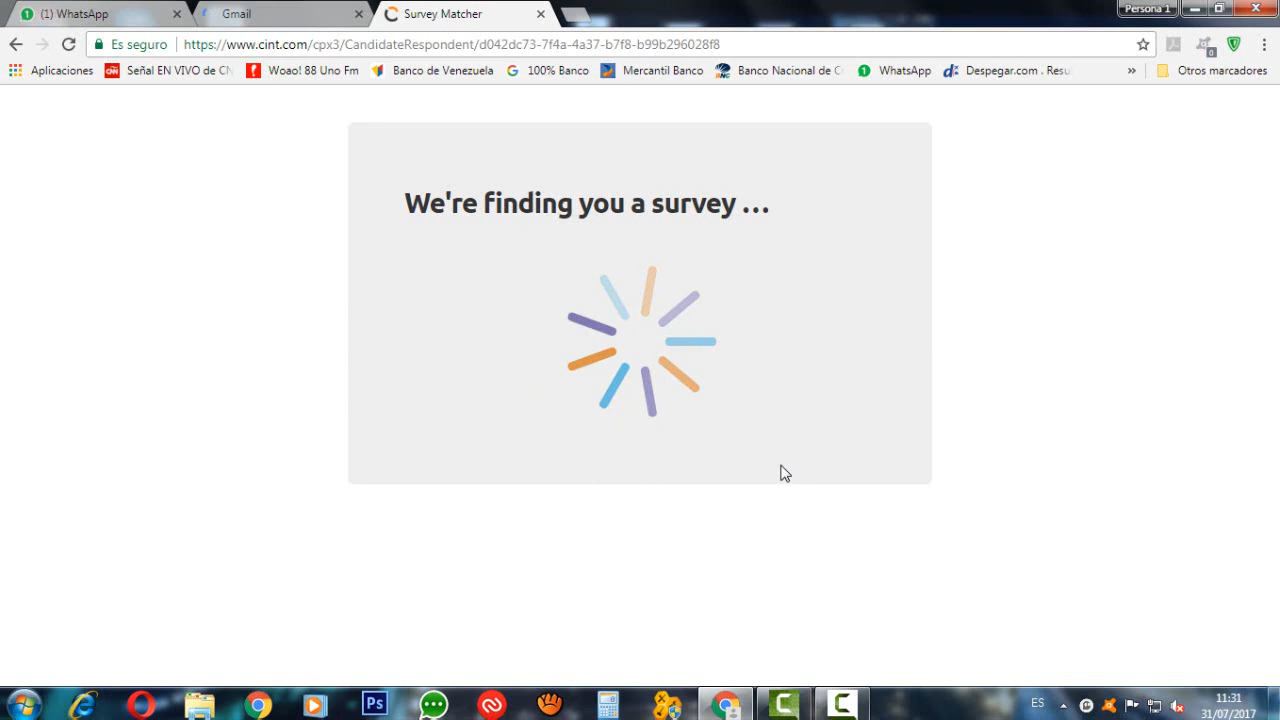 (1) WhatsApp
Gmail
Survey Matcher
Persona 1
Es seguro
https://www.cint.com/cpx3/CandidateRespondent/d042dc73-7f4a-4a37-b7f8-b99b296028f8
0
Aplicaciones
Señal EN VIVO de CN
Woao! 88 Uno Fm
Banco de Venezuela
100% Banco
Mercantil Banco
Banco Nacional de C
WhatsApp
Despegar.com . Resu
»
Otros marcadores
We're finding you a survey ...
Ps
ES
11:31
31/07/2017